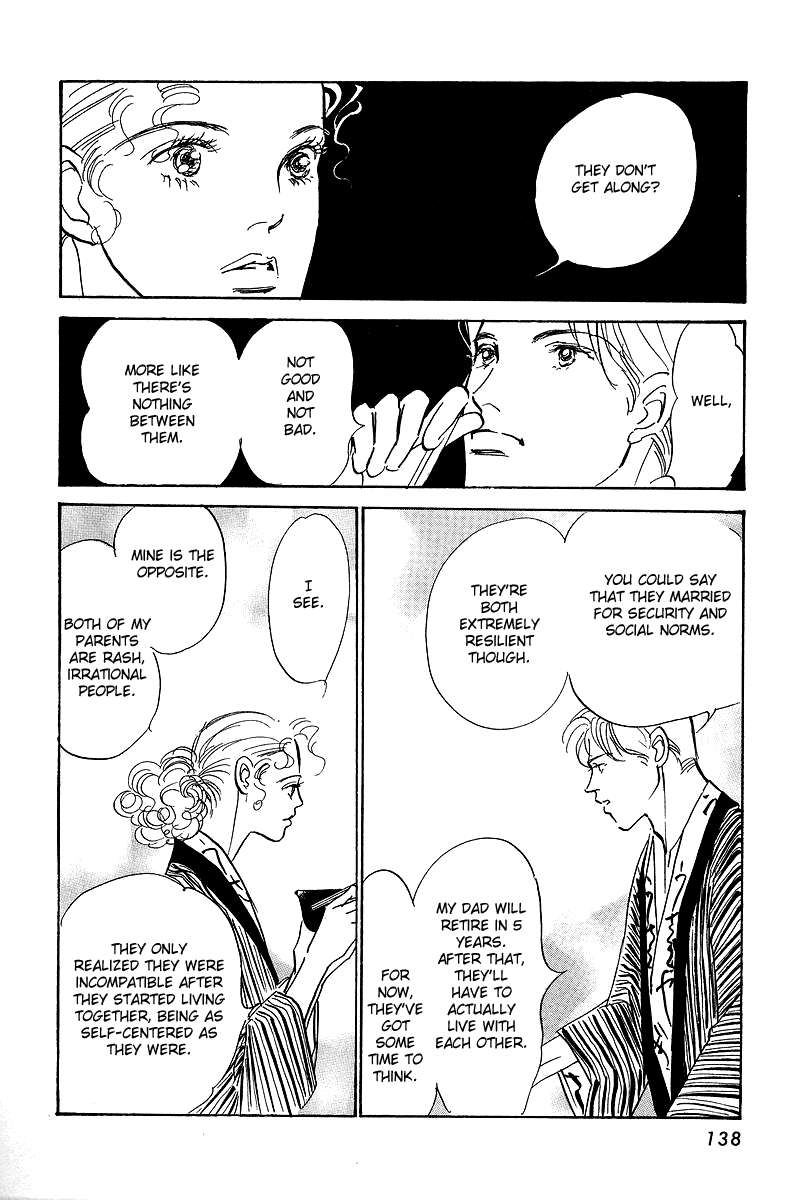 THEY DON'T
GET ALONG?
WELL,
NOT
GOOD
AND
NOT
BAD.
MORE LIKE
THERE'S
NOTHING
BETWEEN
THEM.
YOU COULD SAY
THAT THEY MARRIED
FOR SECURITY AND
SOCIAL NORMS.
THEY'RE
BOTH
EXTREMELY
RESILIENT
THOUGH.
MY DAD WILL
RETIRE IN 5
YEARS.
AFTER THAT,
THEY'LL
HAVE TO
ACTUALLY
LIVE WITH
EACH OTHER.
FOR
NOW,
THEY'VE
GOT
SOME
TIME TO
THINK.
I
SEE.
MINE IS THE
OPPOSITE.
BOTH OF MY
PARENTS
ARE RASH,
IRRATIONAL
PEOPLE.
THEY ONLY
REALIZED THEY WERE
INCOMPATIBLE AFTER
THEY STARTED LIVING
TOGETHER, BEING AS
SELF-CENTERED AS
THEY WERE.
138